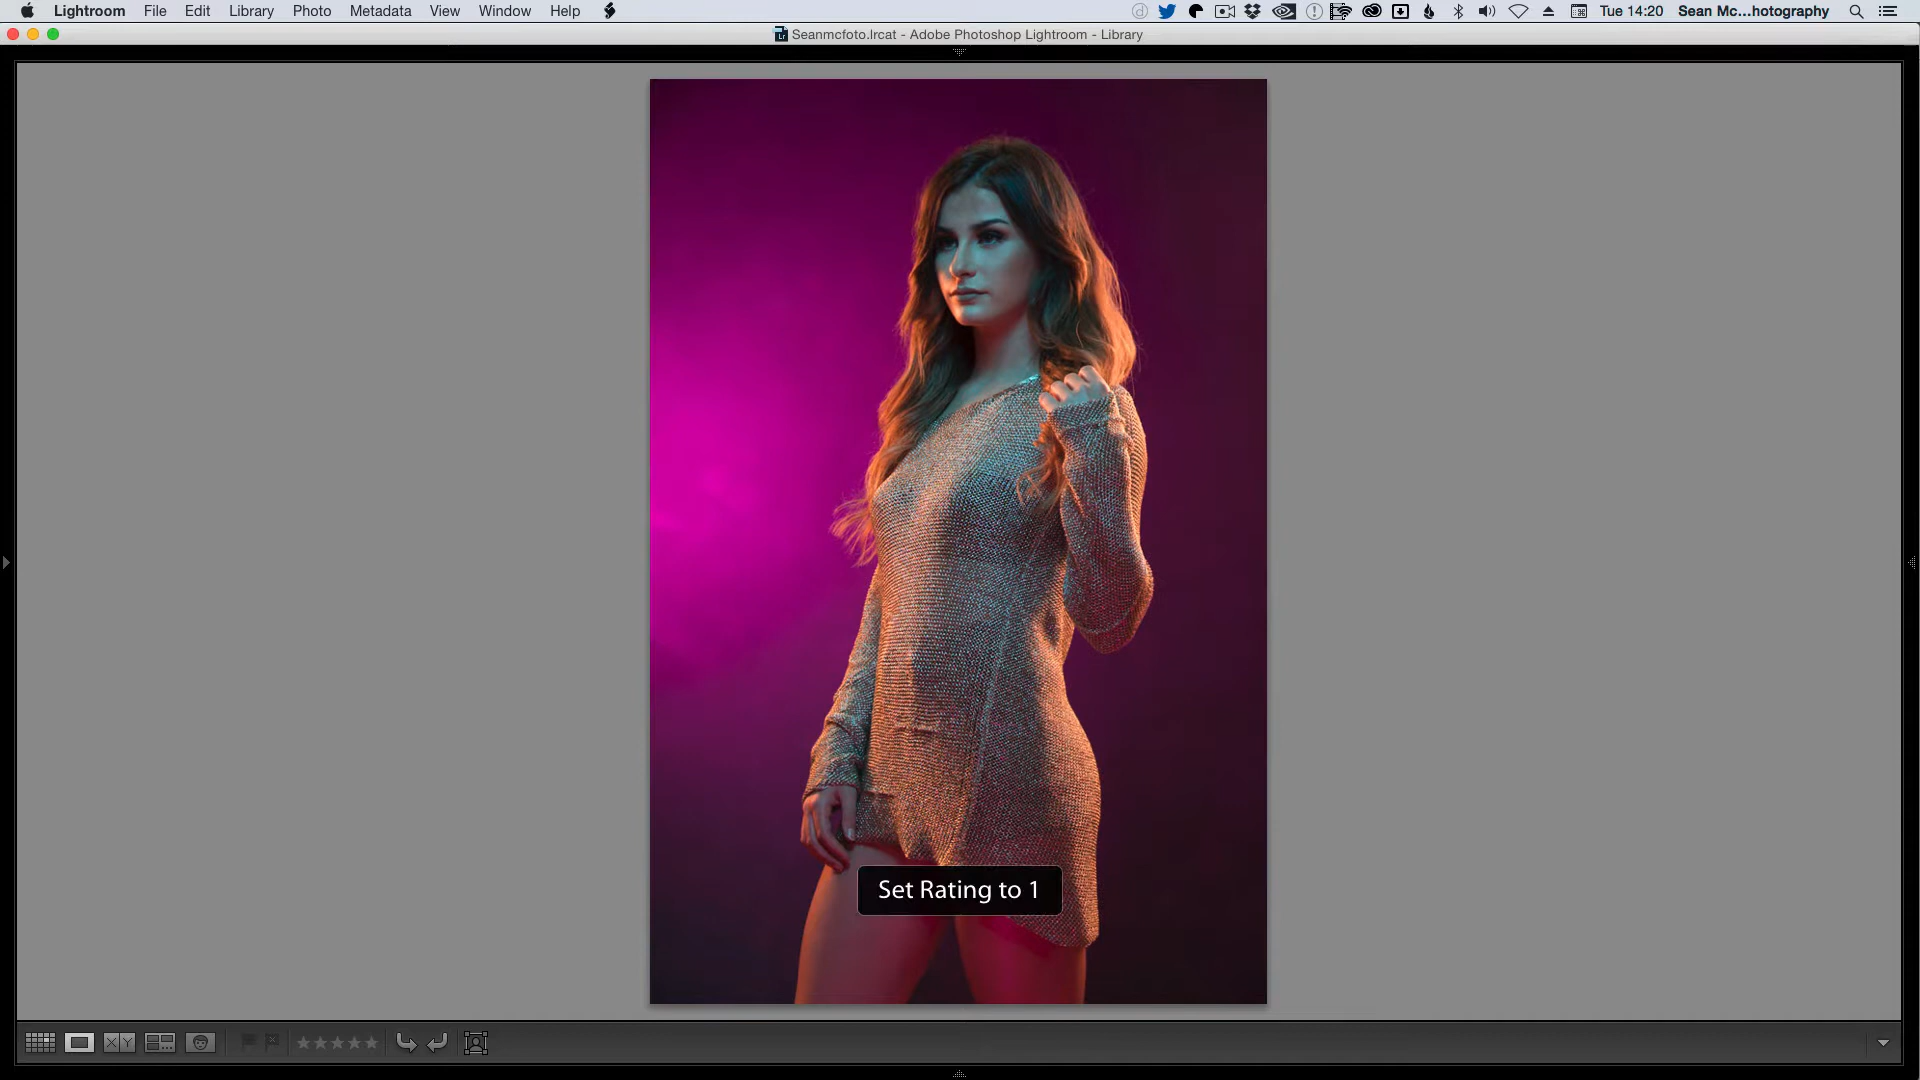 Lightroom File Edit Library Photo Metadata View Window Help Tue 14:20 Sean Mc...hotography
Seanmcfoto.lrcat - Adobe Photoshop Lightroom - Library
Set Rating to 1
X Y